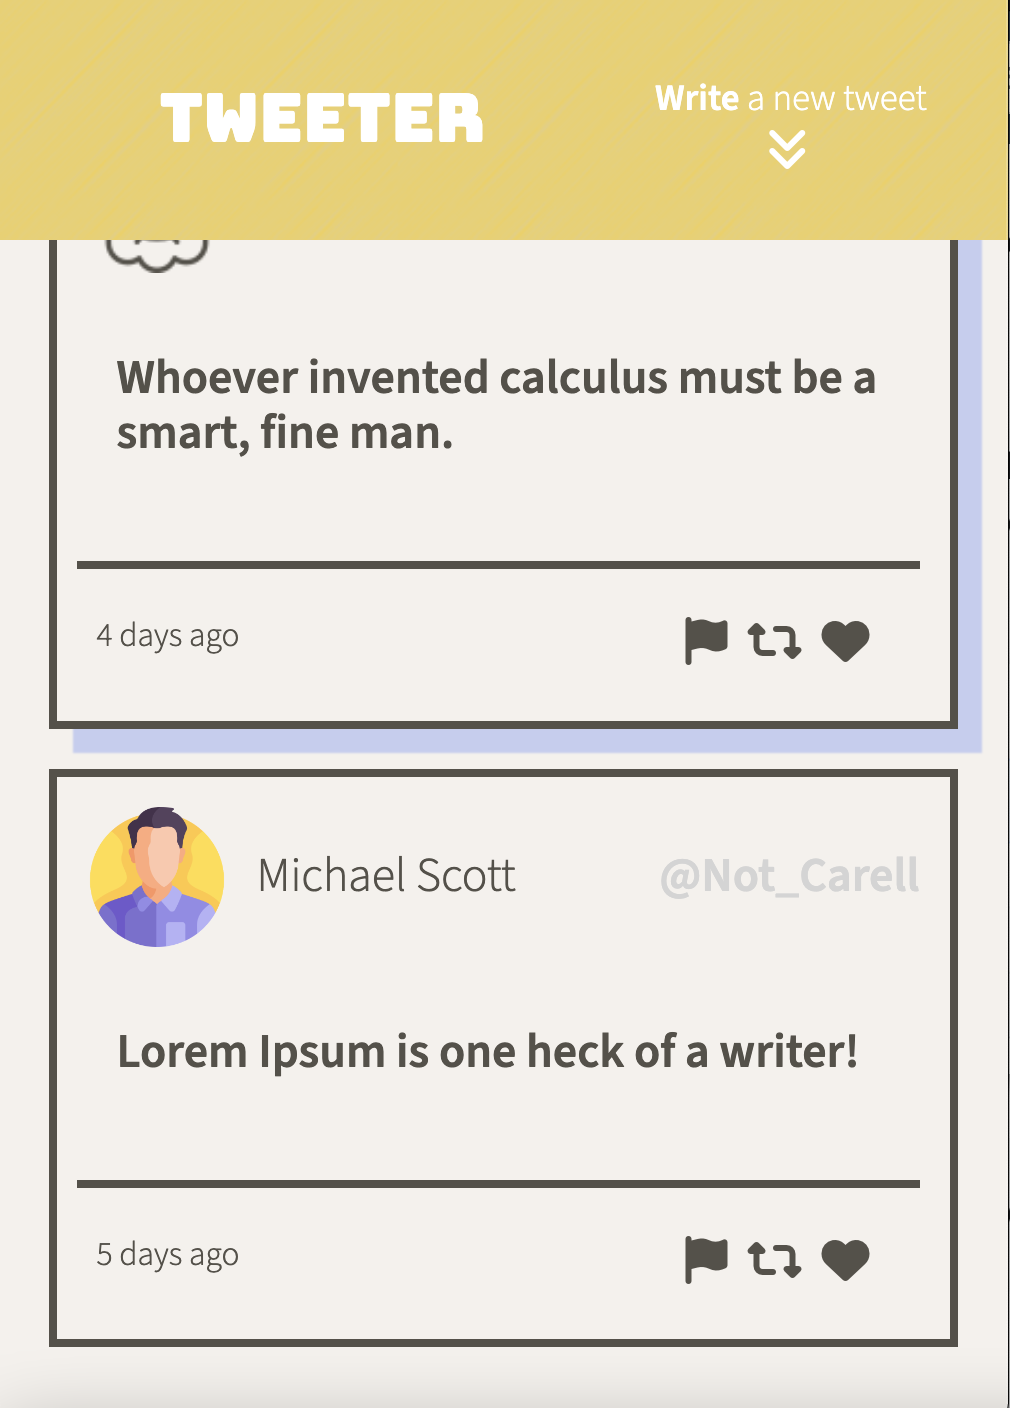 TWEETER
Write a new tweet
Whoever invented calculus must be a
smart, fine man.
4 days ago
Michael Scott @Not_Carell
Lorem Ipsum is one heck of a writer!
5 days ago